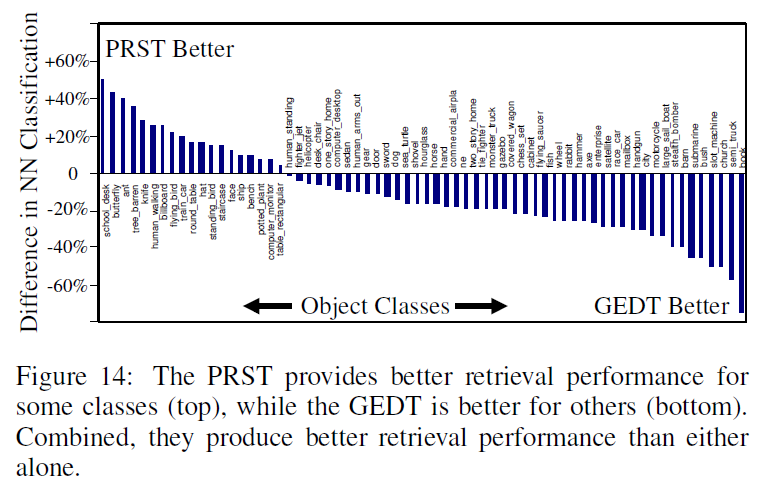 PRST Better
+60%
+40%
+20%
0
-20%
-40%
-60%
Difference in NN Classification
school_desk
butterfly
ant
tree_barren
knife
human_walking
billboard
flying_bird
train_car
round_table
hat
standing_bird
staircase
face
ship
bench
potted_plant
computer_monitor
table_rectangular
human_standing
fighter_jet
helicopter
desk_chair
one_story_home
computer_desktop
sedan
human_arms_out
gear
door
sword
dog
sea_turtle
shovel
hourglass
horse
hand
commercial_airpla
ne
two_story_home
tie_fighter
monster_truck
gazebo
covered_wagon
chess_set
cabinet
flying_saucer
fish
wheel
rabbit
hammer
axe
enterprise
satellite
race_car
mailbox
handgun
city
motorcycle
large_sail_boat
stealth_bomber
barn
submarine
bush
slot_machine
church
semi_truck
book
Object Classes
GEDT Better
Figure 14: The PRST provides better retrieval performance for
some classes (top), while the GEDT is better for others (bottom).
Combined, they produce better retrieval performance than either
alone.